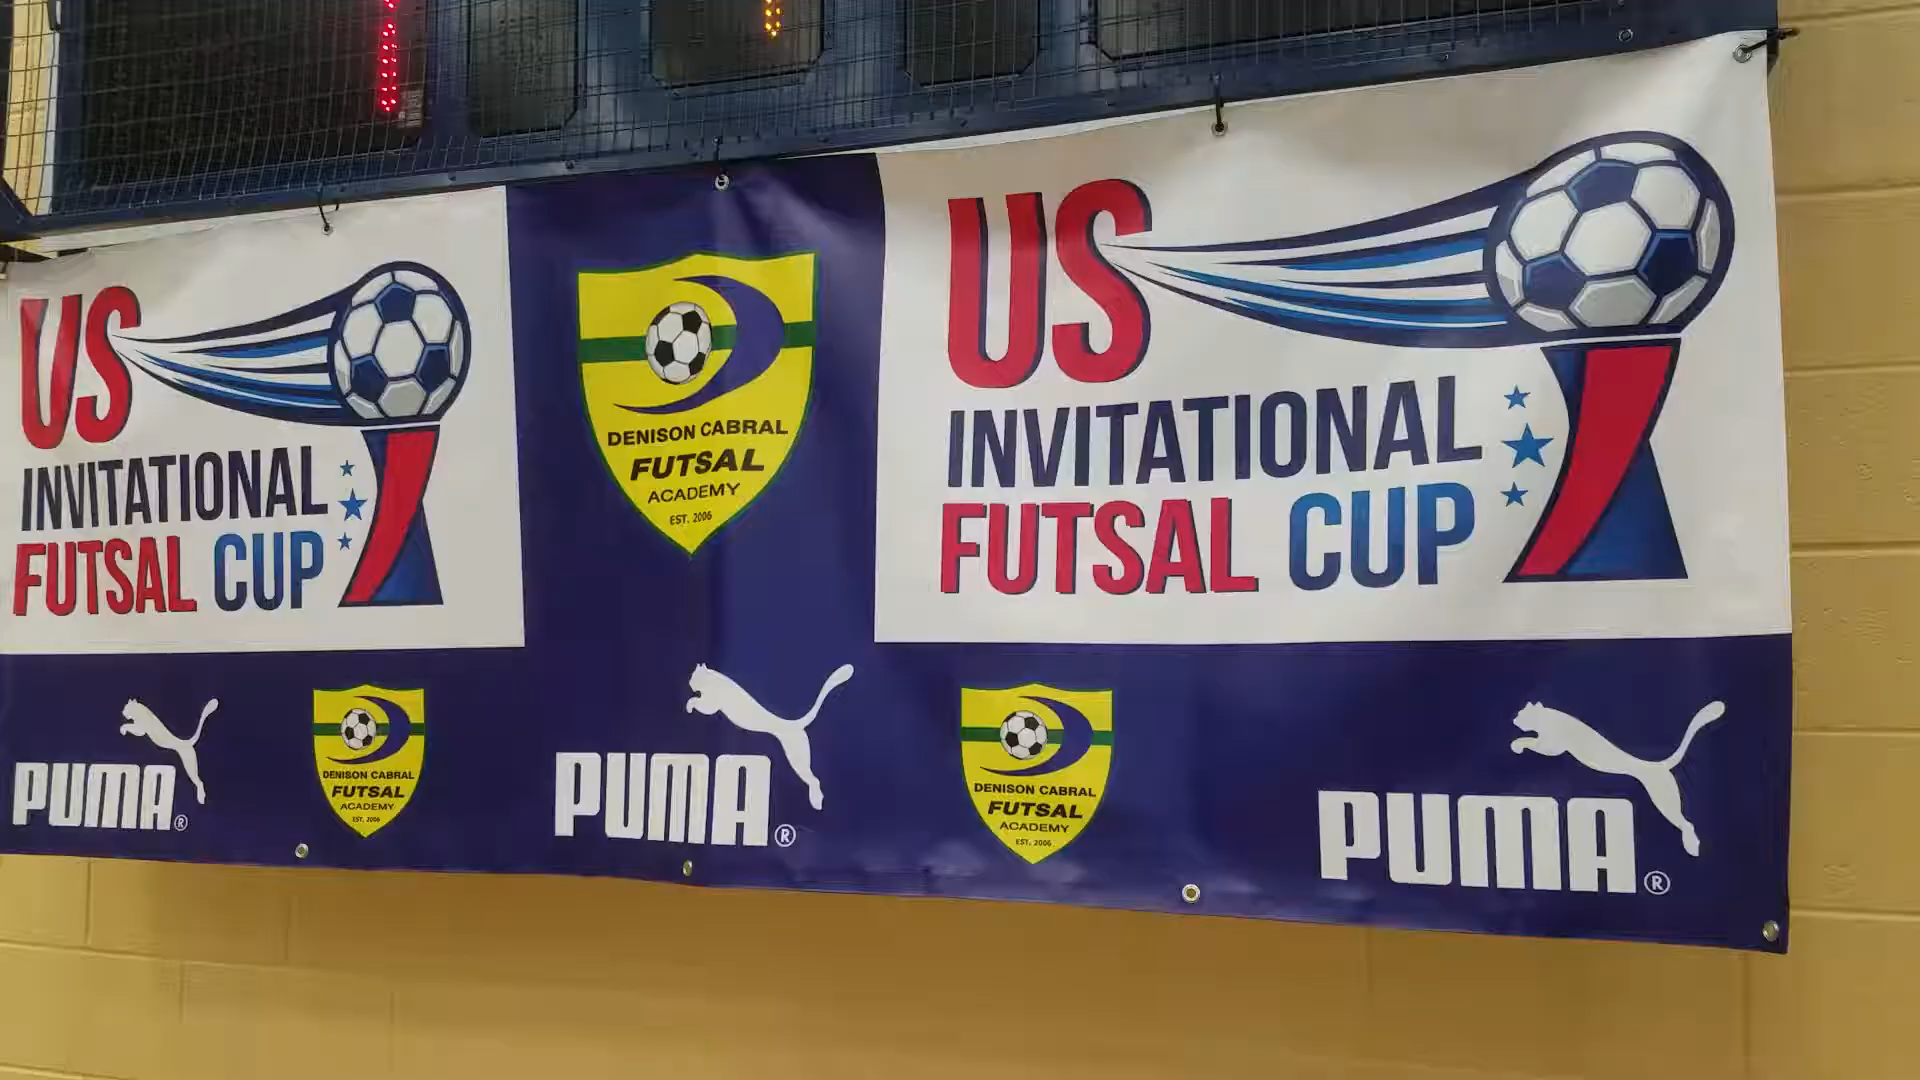 US
INVITATIONAL
FUTSAL CUP
DENISON CABRAL
FUTSAL
ACADEMY
EST. 2006
US
INVITATIONAL
FUTSAL CUP
PUMA®
DENISON CABRAL
FUTSAL
ACADEMY
EST. 2006
PUMA®
DENISON CABRAL
FUTSAL
ACADEMY
EST. 2006
PUMA®